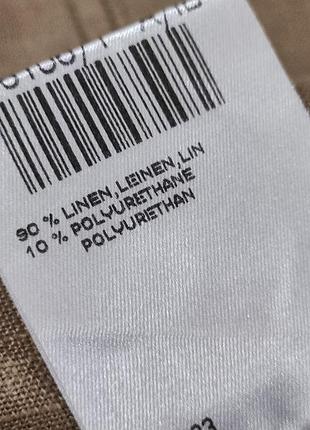 90 % LINEN, LEINEN, LIN
10 % POLYURETHANE
POLYURETHAN